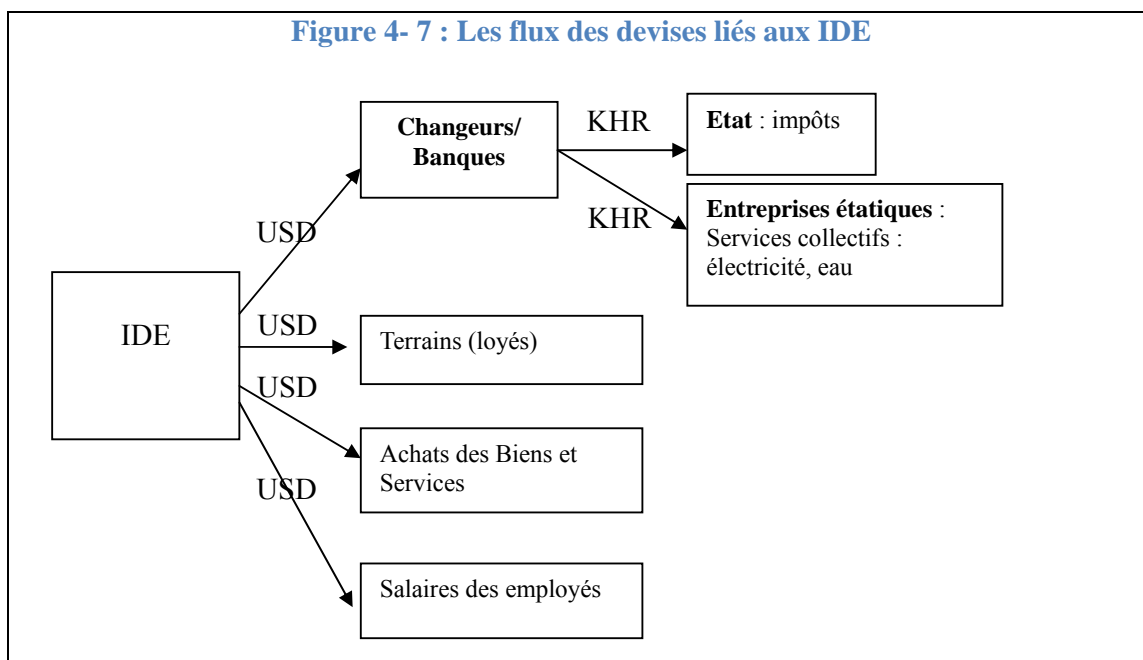 Figure 4- 7 : Les flux des devises liés aux IDE
Changeurs/
Banques
KHR
Etat : impôts
KHR
Entreprises étatiques :
Services collectifs :
électricité, eau
USD
IDE
USD
Terrains (loyés)
USD
Achats des Biens et
Services
USD
Salaires des employés